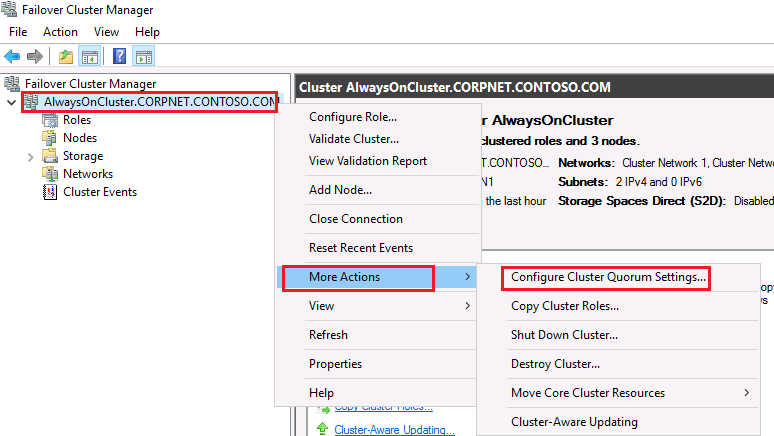 Failover Cluster Manager
File Action View Help
Failover Cluster Manager
AlwaysOnCluster.CORPNET.CONTOSO.COM
Roles
Nodes
Storage
Networks
Cluster Events
Cluster AlwaysOnCluster.CORPNET.CONTOSO.COM
er AlwaysOnCluster
clustered roles and 3 nodes.
T.CONTOSO... Networks: Cluster Network 1, Cluster Netw
N1 Subnets: 2 IPv4 and 0 IPv6
the last hour Storage Spaces Direct (S2D): Disabled
Configure Role...
Validate Cluster...
View Validation Report
Add Node...
Close Connection
Reset Recent Events
More Actions
View
Refresh
Properties
Help
Configure Cluster Quorum Settings...
Copy Cluster Roles...
Shut Down Cluster...
Destroy Cluster...
Move Core Cluster Resources
Cluster-Aware Updating
Copy Cluster Roles...
Cluster-Aware Updating...